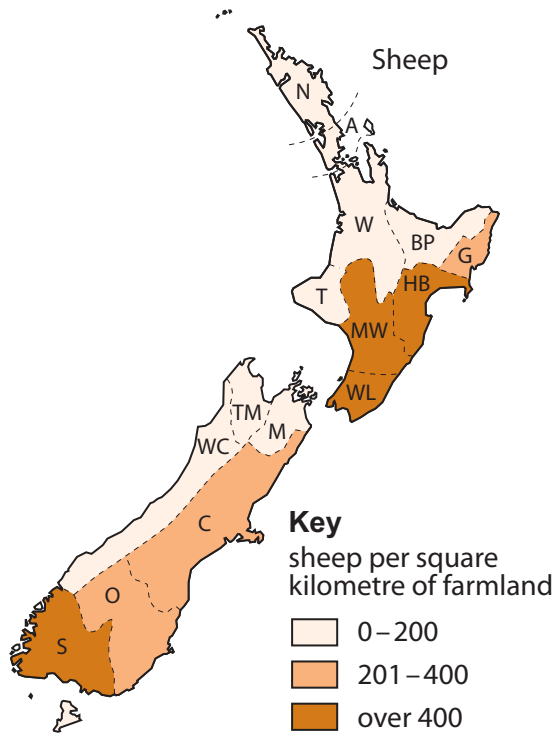 Sheep
N
A
W
BP
G
T
HB
MW
WL
TM
M
WC
C
O
S
Key
sheep per square
kilometre of farmland
0–200
201–400
over 400